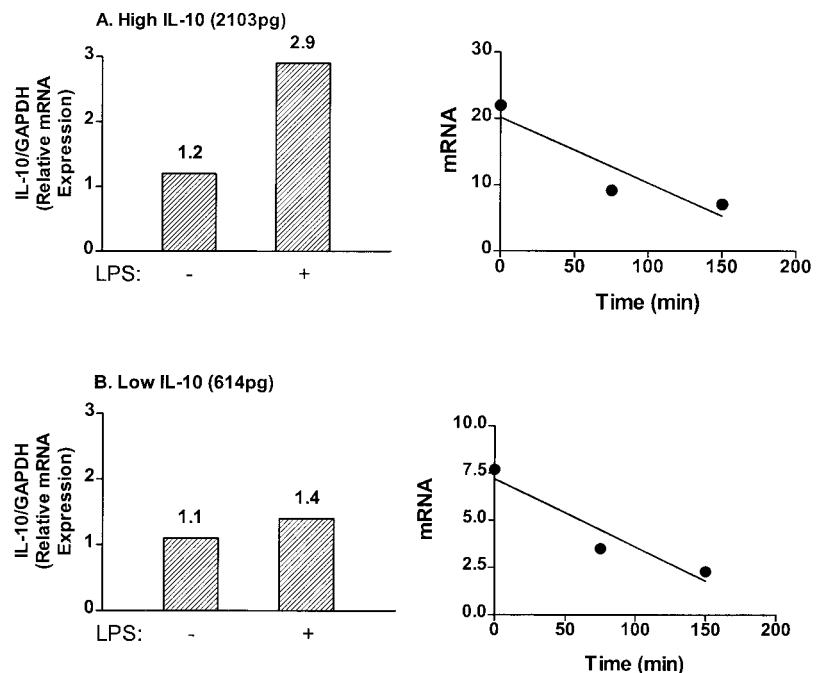 A. High IL-10 (2103pg)
IL-10/GAPDH
(Relative mRNA
Expression)
3
2
1
0
1.2
2.9
LPS:
-
+
mRNA
30
20
10
0
0
50
100
150
200
Time (min)
B. Low IL-10 (614pg)
IL-10/GAPDH
(Relative mRNA
Expression)
3
2
1
0
1.1
1.4
LPS:
-
+
mRNA
10.0
7.5
5.0
2.5
0.0
0
50
100
150
200
Time (min)